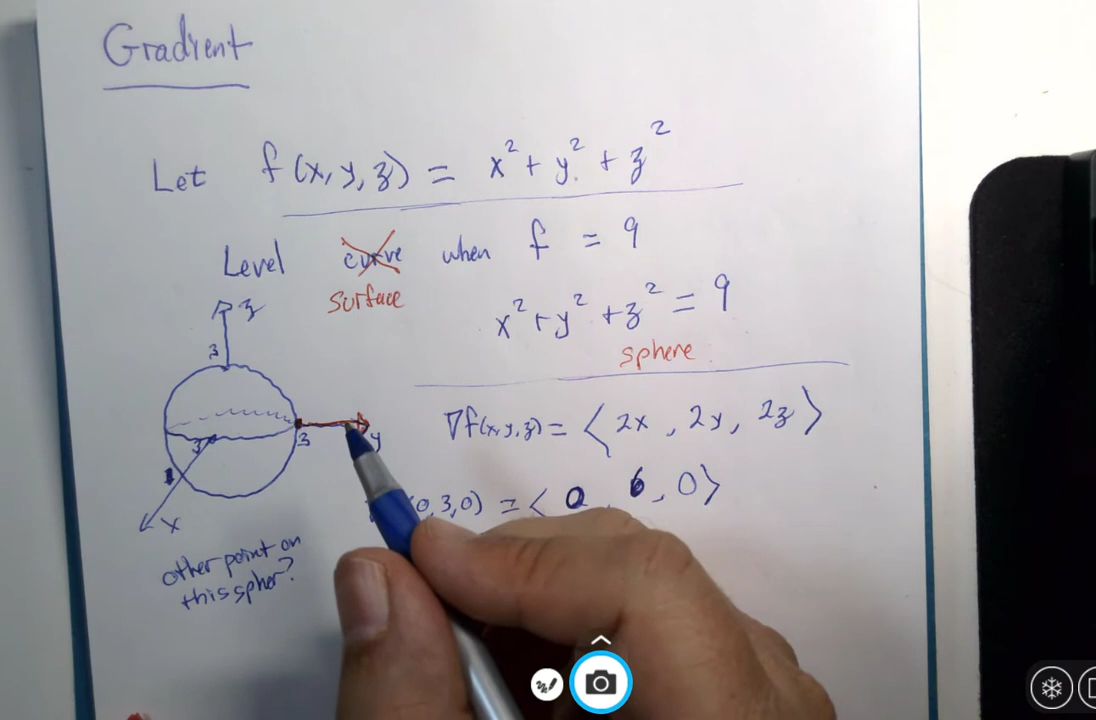 Gradient
Let f(x,y,z) = x² + y² + z²
Level curve when f = 9
surface
x² + y² + z² = 9
sphere
z
3
3
3
y
x
∇f(x,y,z) = ⟨2x, 2y, 2z⟩
(0,3,0) = ⟨0, 6, 0⟩
other point on
this spher?